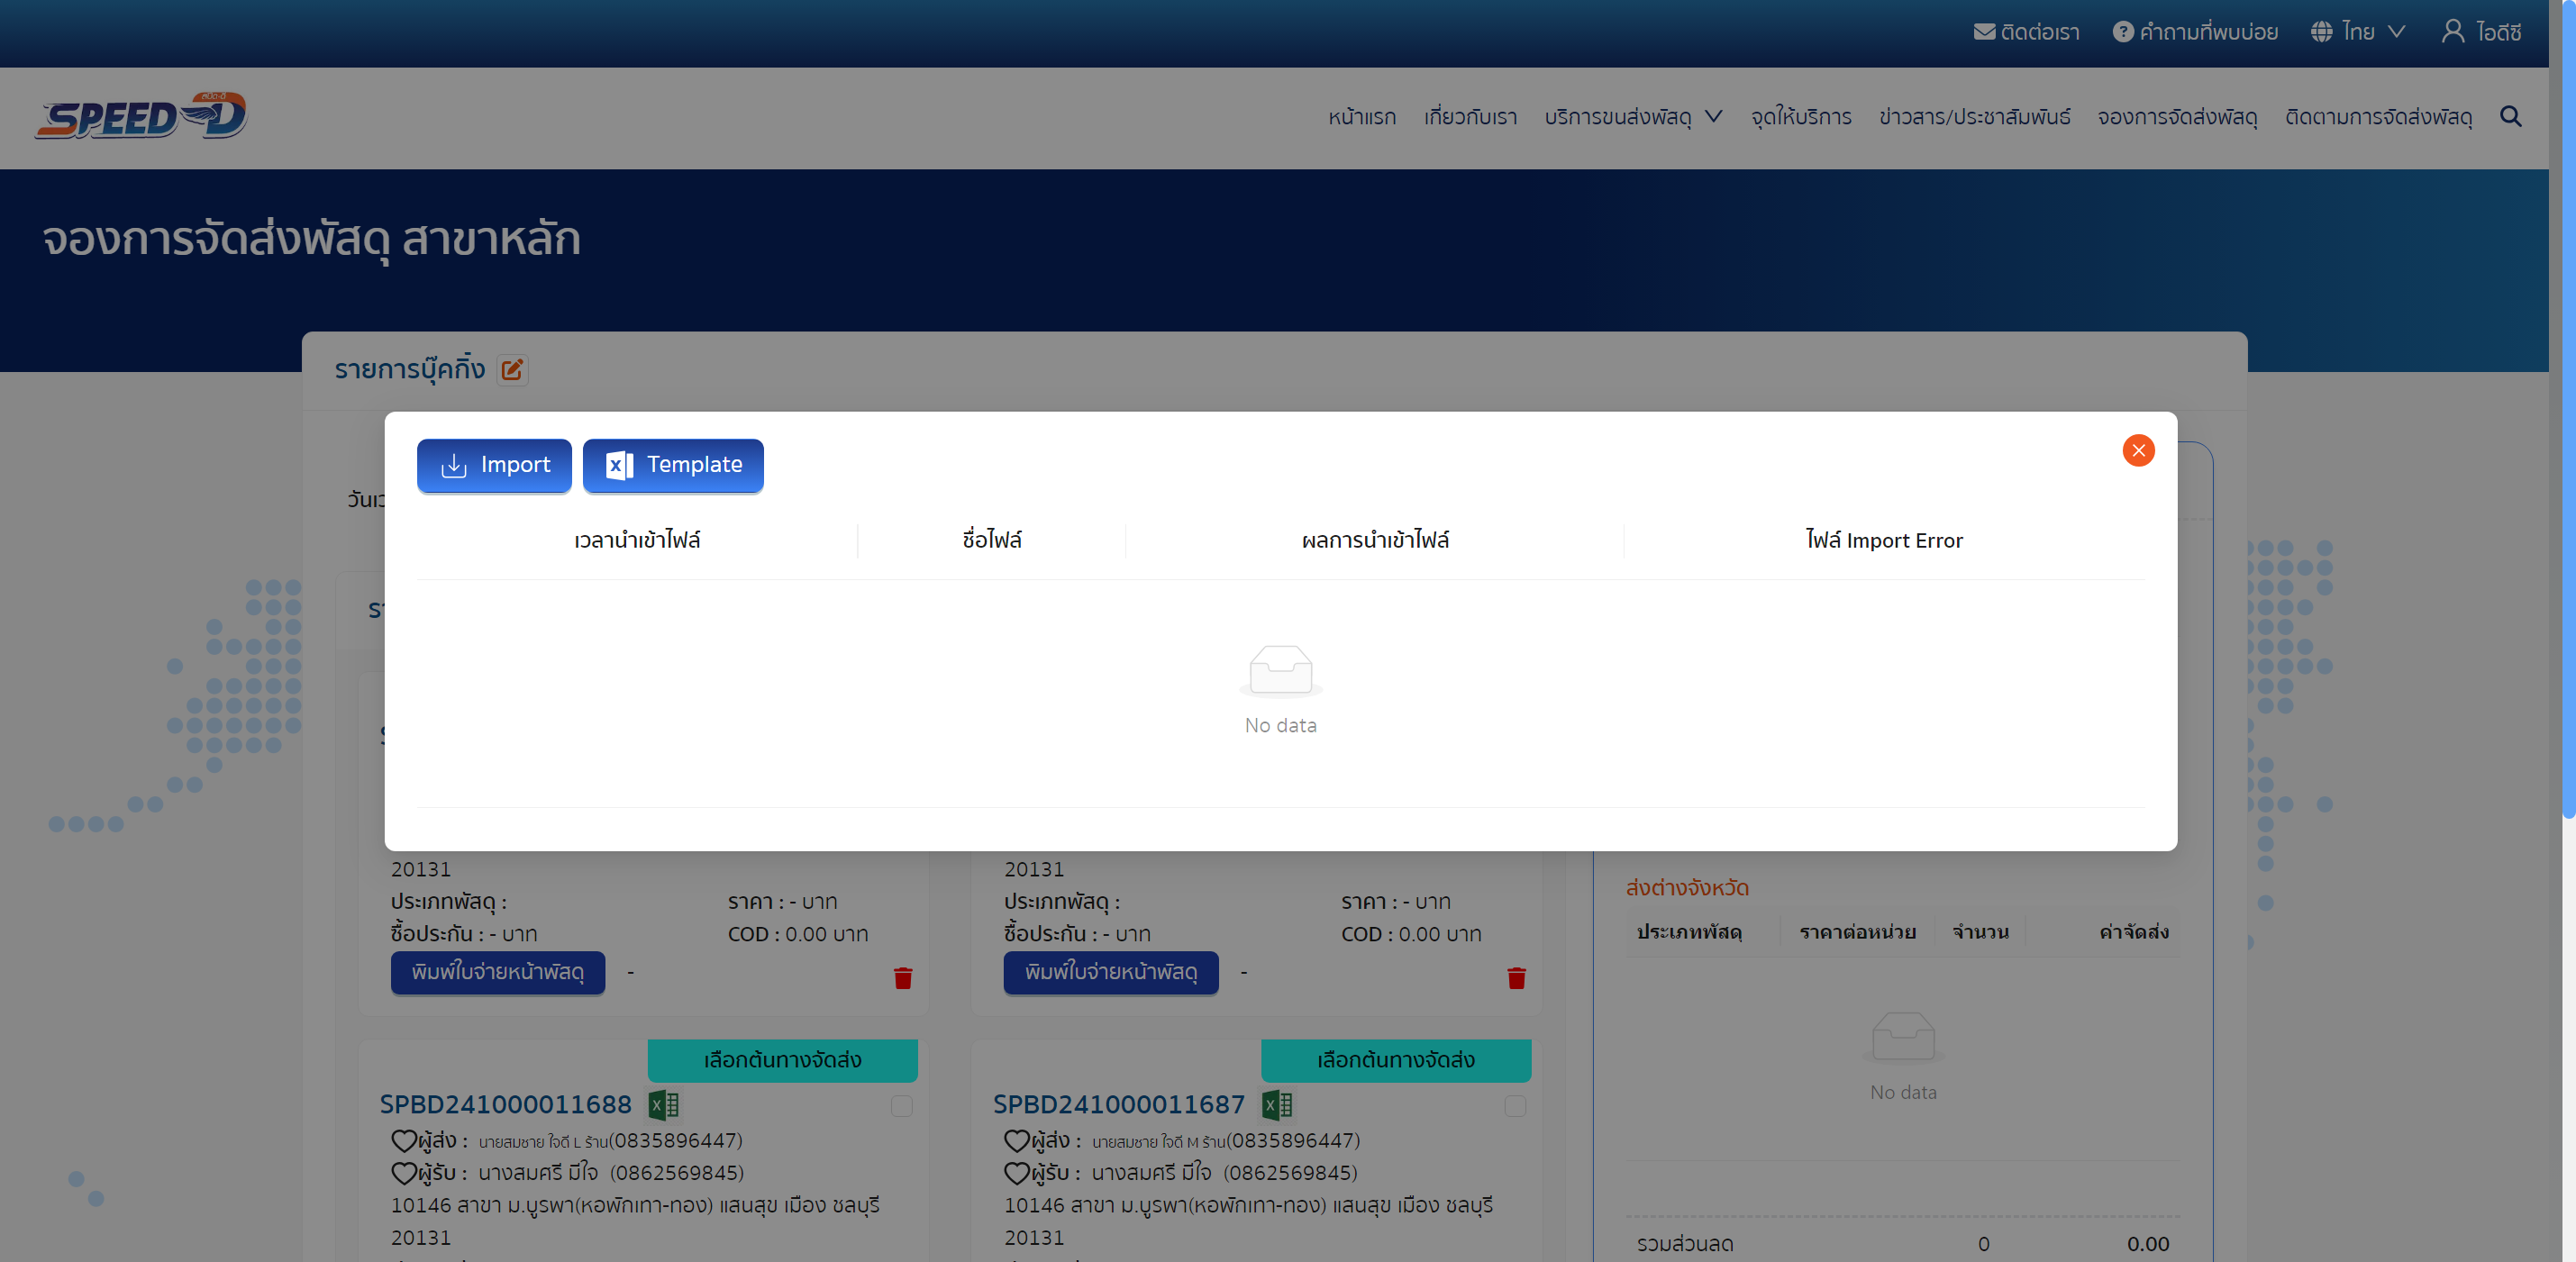 ติดต่อเรา คำถามที่พบบ่อย ไทย ไอดีซี
สปีด-ดี
SPEED-D
หน้าแรก เกี่ยวกับเรา บริการขนส่งพัสดุ จุดให้บริการ ข่าวสาร/ประชาสัมพันธ์ จองการจัดส่งพัสดุ ติดตามการจัดส่งพัสดุ
จองการจัดส่งพัสดุ สาขาหลัก
รายการบุ๊คกิ้ง
Import Template
เวลานำเข้าไฟล์ ชื่อไฟล์ ผลการนำเข้าไฟล์ ไฟล์ Import Error
No data
20131 20131
ประเภทพัสดุ : ราคา : - บาท ประเภทพัสดุ : ราคา : - บาท
ซื้อประกัน : - บาท COD : 0.00 บาท ซื้อประกัน : - บาท COD : 0.00 บาท
พิมพ์ใบจ่ายหน้าพัสดุ - พิมพ์ใบจ่ายหน้าพัสดุ -
ส่งต่างจังหวัด
ประเภทพัสดุ ราคาต่อหน่วย จำนวน ค่าจัดส่ง
No data
เลือกต้นทางจัดส่ง เลือกต้นทางจัดส่ง
SPBD241000011688 SPBD241000011687
ผู้ส่ง : นายสมชาย ใจดี L ร้าน(0835896447) ผู้ส่ง : นายสมชาย ใจดี M ร้าน(0835896447)
ผู้รับ : นางสมศรี มีใจ (0862569845) ผู้รับ : นางสมศรี มีใจ (0862569845)
10146 สาขา ม.บูรพา(หอพักเทา-ทอง) แสนสุข เมือง ชลบุรี 10146 สาขา ม.บูรพา(หอพักเทา-ทอง) แสนสุข เมือง ชลบุรี
20131 20131
รวมส่วนลด 0 0.00